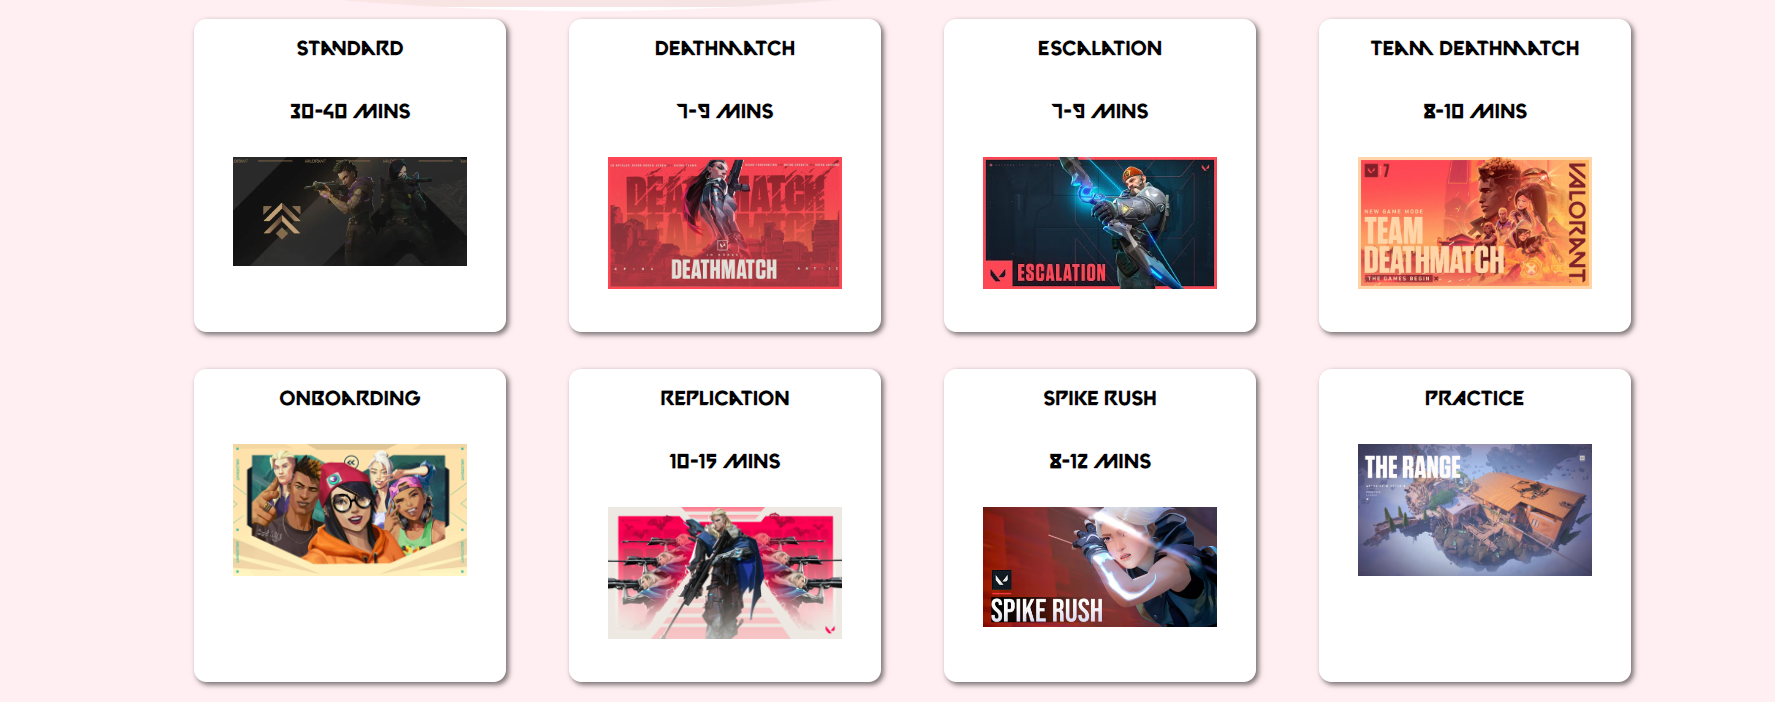 STANDARD
30-40 MINS
DEATHMATCH
7-9 MINS
DEATHMATCH
DEATHMATCH
ESCALATION
7-9 MINS
ESCALATION
TEAM DEATHMATCH
8-10 MINS
7
VALORANT
NEW GAME MODE
TEAM
DEATHMATCH
THE GAMES BEGIN
ONBOARDING
REPLICATION
10-15 MINS
SPIKE RUSH
8-12 MINS
SPIKE RUSH
PRACTICE
THE RANGE